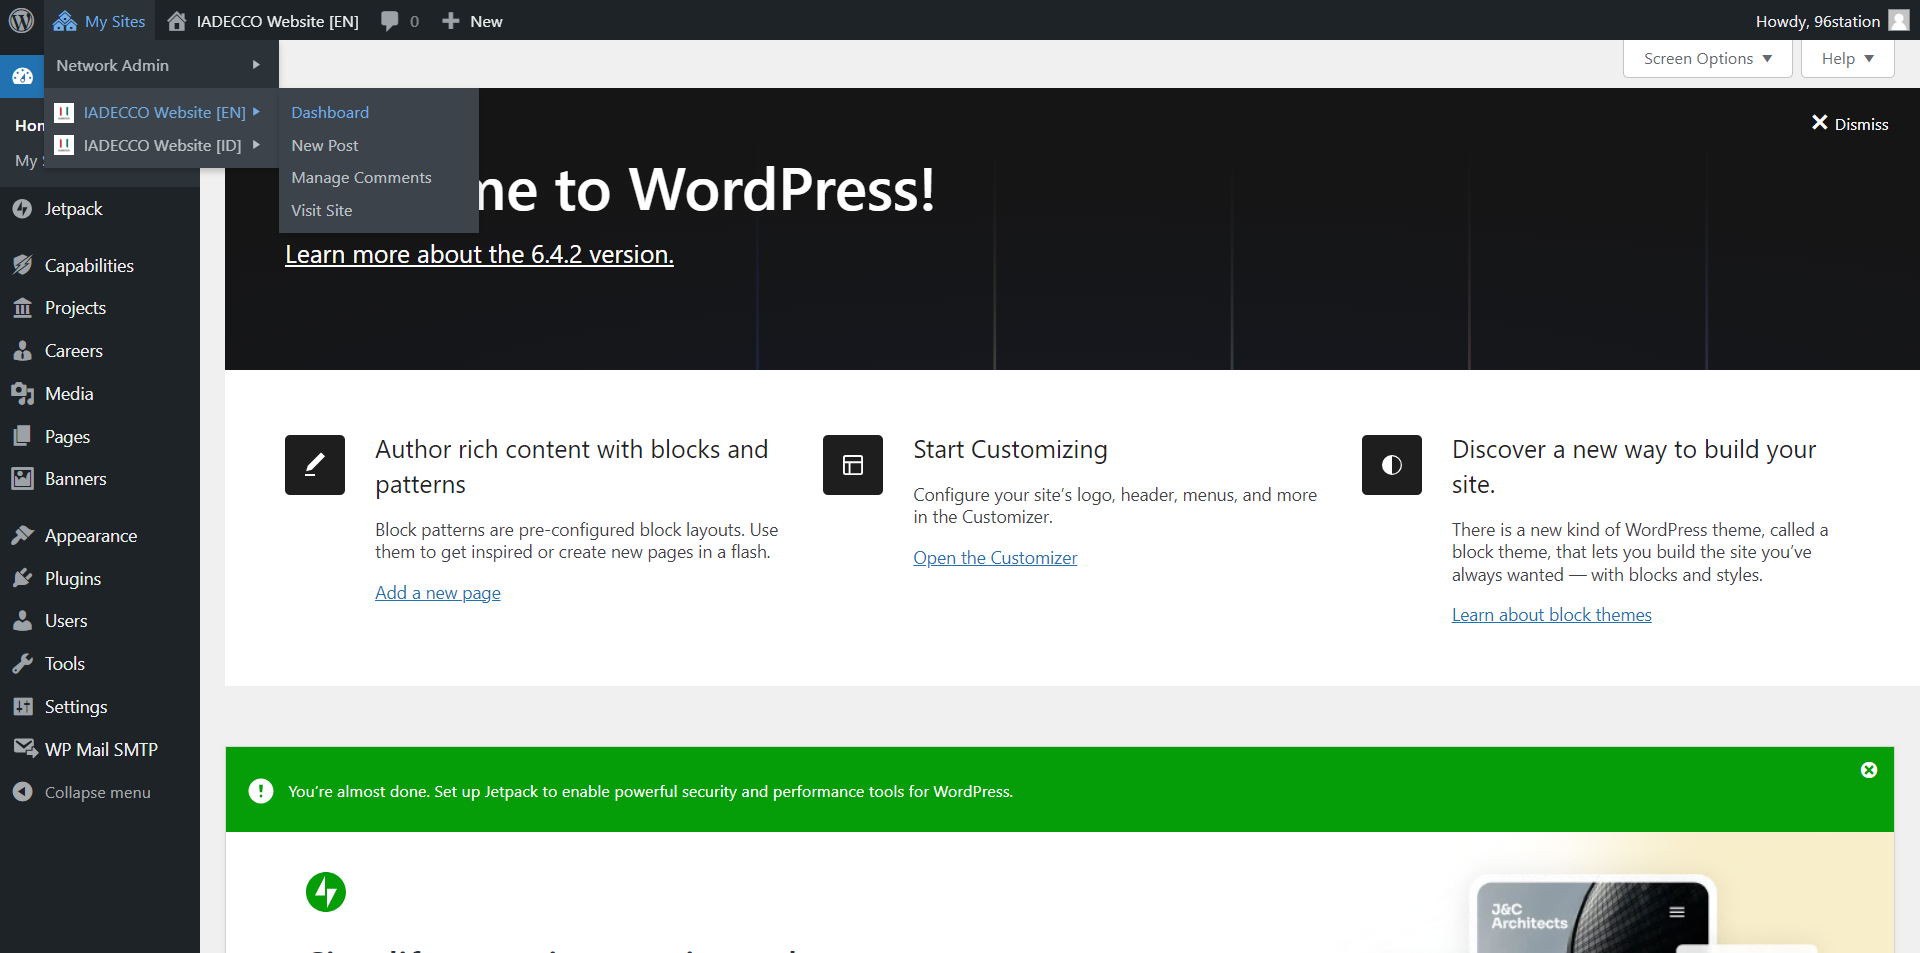 My Sites
IADECCO Website [EN]
0
New
Howdy, 96station
Network Admin
IADECCO Website [EN]
IADECCO Website [ID]
Dashboard
New Post
Manage Comments
Visit Site
Screen Options
Help
Dismiss
My
Jetpack
Capabilities
Projects
Careers
Media
Pages
Banners
Appearance
Plugins
Users
Tools
Settings
WP Mail SMTP
Collapse menu
me to WordPress!
Learn more about the 6.4.2 version.
Author rich content with blocks and
patterns
Block patterns are pre-configured block layouts. Use
them to get inspired or create new pages in a flash.
Add a new page
Start Customizing
Configure your site’s logo, header, menus, and more
in the Customizer.
Open the Customizer
Discover a new way to build your
site.
There is a new kind of WordPress theme, called a
block theme, that lets you build the site you’ve
always wanted — with blocks and styles.
Learn about block themes
You’re almost done. Set up Jetpack to enable powerful security and performance tools for WordPress.
J&C
Architects